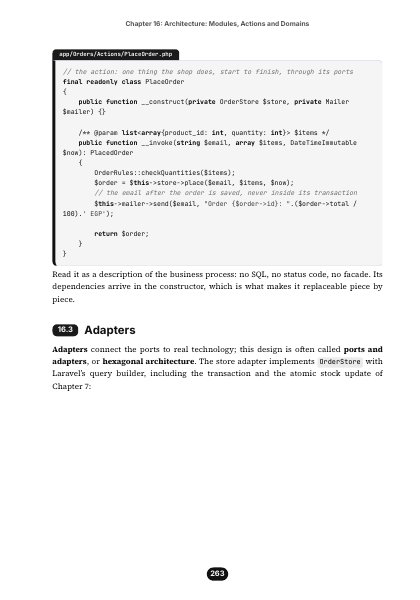 Chapter 16: Architecture: Modules, Actions and Domains
app/Orders/Actions/PlaceOrder.php
// the action: one thing the shop does, start to finish, through its ports
final readonly class PlaceOrder
{
    public function __construct(private OrderStore $store, private Mailer
$mailer) {}

    /** @param list<array{product_id: int, quantity: int}> $items */
    public function __invoke(string $email, array $items, DateTimeImmutable
$now): PlacedOrder
    {
        OrderRules::checkQuantities($items);
        $order = $this->store->place($email, $items, $now);
        // the email after the order is saved, never inside its transaction
        $this->mailer->send($email, "Order {$order->id}: ".($order->total /
100).' EGP');

        return $order;
    }
}
Read it as a description of the business process: no SQL, no status code, no facade. Its
dependencies arrive in the constructor, which is what makes it replaceable piece by
piece.
16.3 Adapters
Adapters connect the ports to real technology; this design is often called ports and
adapters, or hexagonal architecture. The store adapter implements OrderStore with
Laravel's query builder, including the transaction and the atomic stock update of
Chapter 7:
263